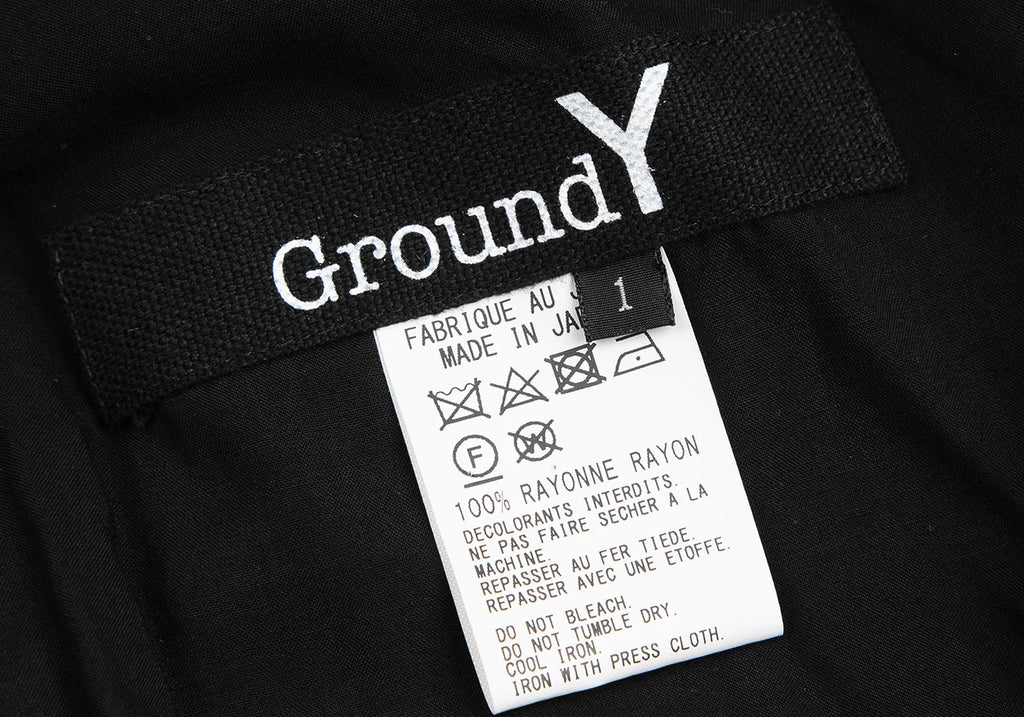 GroundY
1
FABRIQUE AU
MADE IN
F
W
100% RAYONNE RAYON
DECOLORANTS INTERDITS.
NE PAS FAIRE SECHER A LA
MACHINE.
REPASSER AU FER TIEDE.
REPASSER AVEC UNE ETOFFE.
DO NOT BLEACH.
DO NOT TUMBLE DRY.
COOL IRON.
IRON WITH PRESS CLOTH.